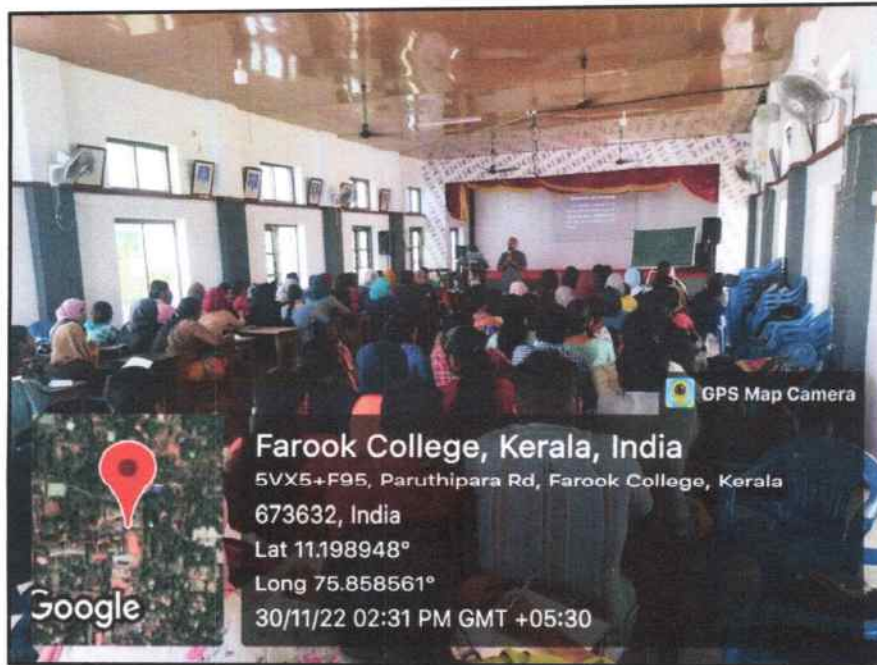 GPS Map Camera
Farook College, Kerala, India
5VX5+F95, Paruthipara Rd, Farook College, Kerala
673632, India
Lat 11.198948°
Long 75.858561°
30/11/22 02:31 PM GMT +05:30
Google